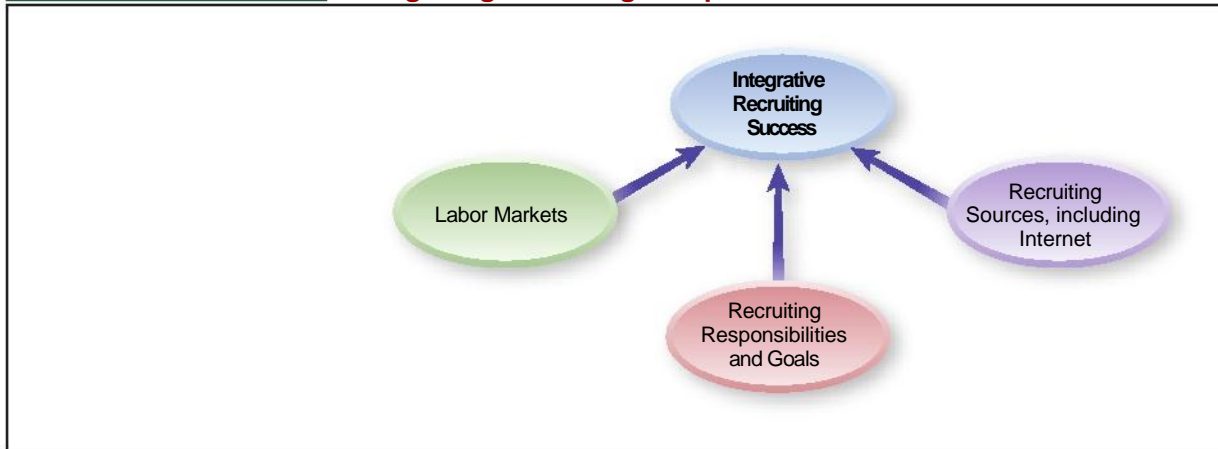 Integrative
Recruiting
Success
Labor Markets
Recruiting
Sources, including
Internet
Recruiting
Responsibilities
and Goals